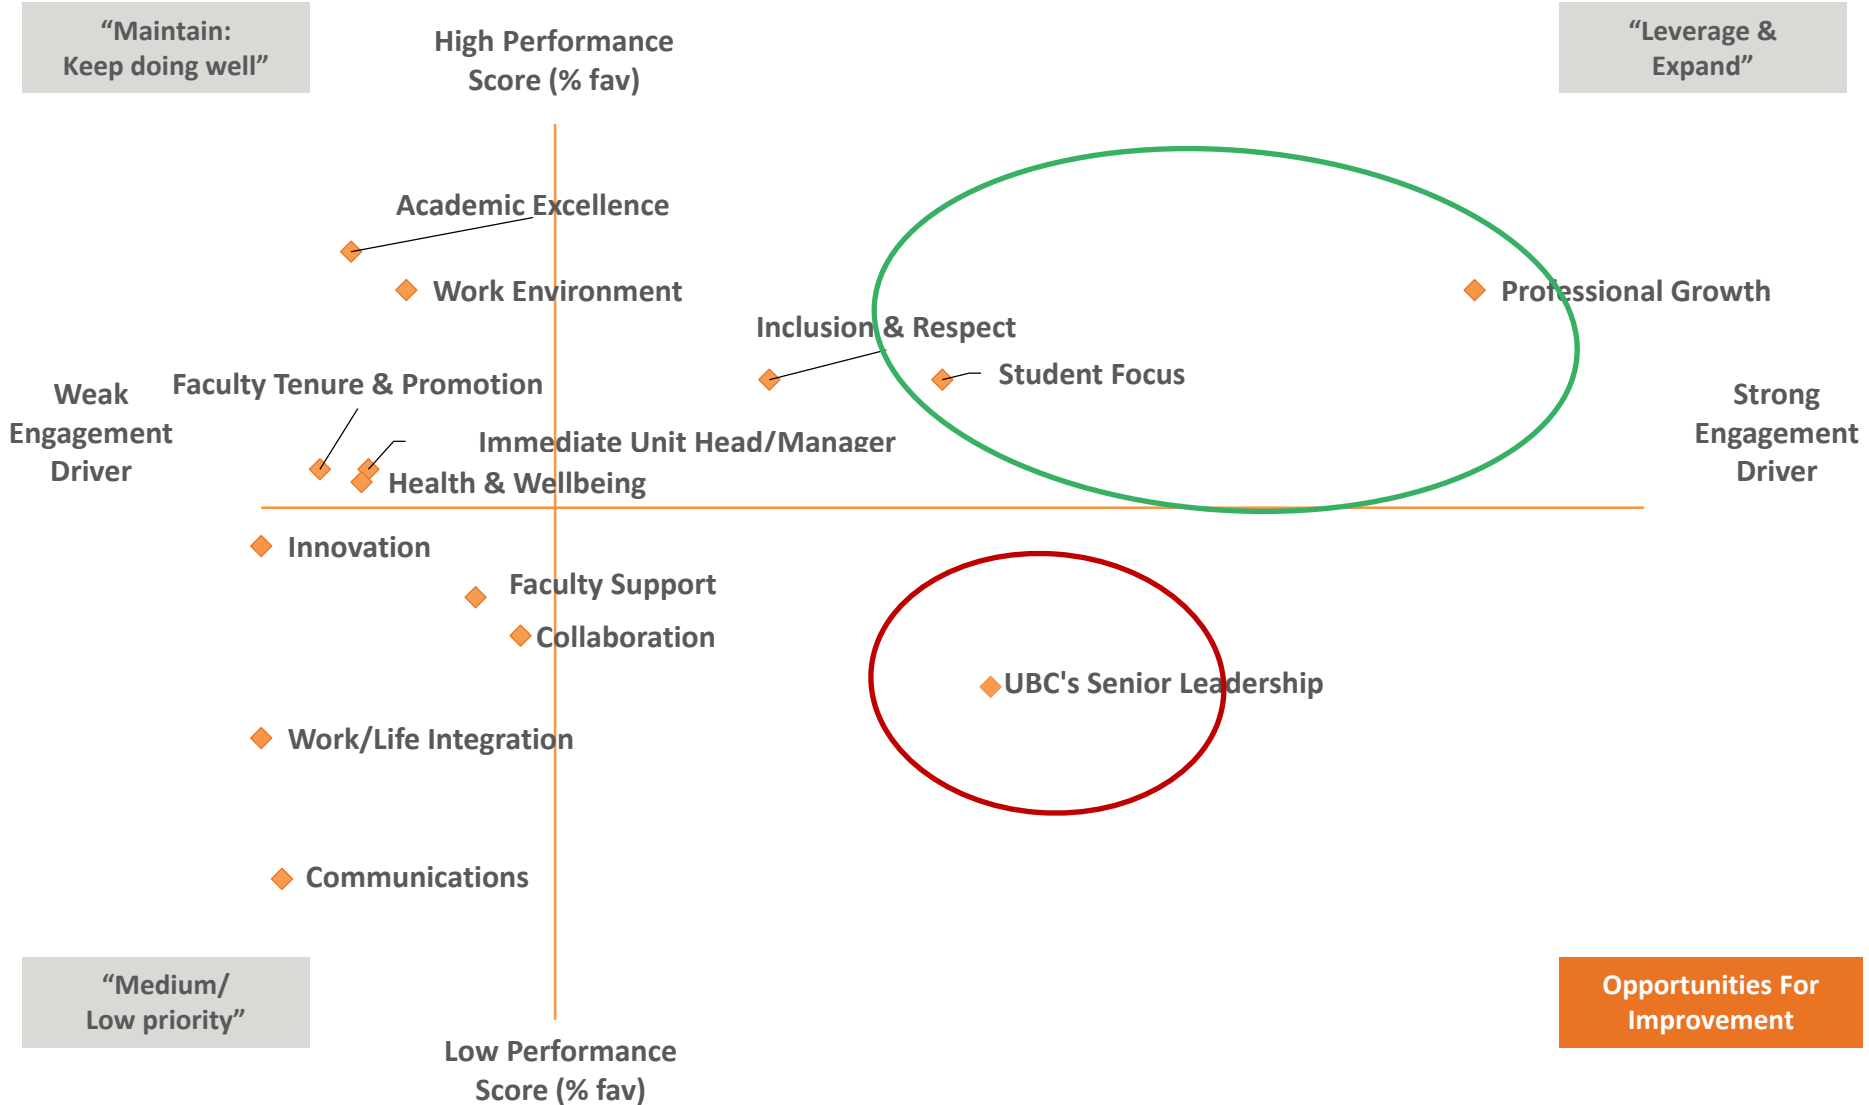 “Maintain:
Keep doing well”
High Performance
Score (% fav)
“Leverage &
Expand”
Academic Excellence
Work Environment
Professional Growth
Inclusion & Respect
Student Focus
Faculty Tenure & Promotion
Weak
Engagement
Driver
Strong
Engagement
Driver
Immediate Unit Head/Manager
Health & Wellbeing
Innovation
Faculty Support
Collaboration
UBC's Senior Leadership
Work/Life Integration
Communications
“Medium/
Low priority”
Opportunities For
Improvement
Low Performance
Score (% fav)